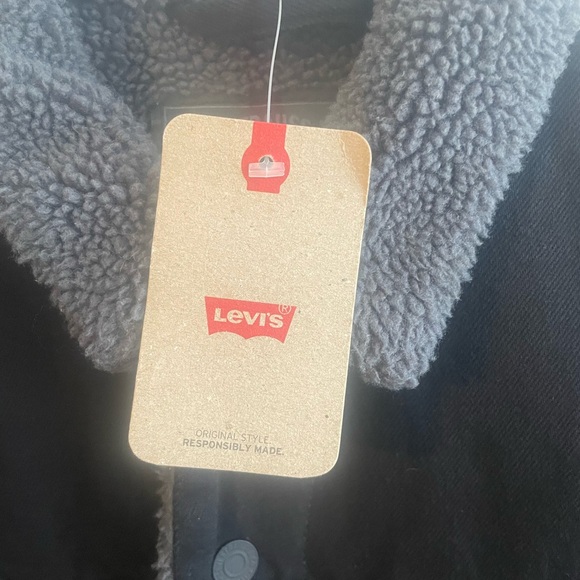 Levi's®
ORIGINAL STYLE.
RESPONSIBLY MADE.